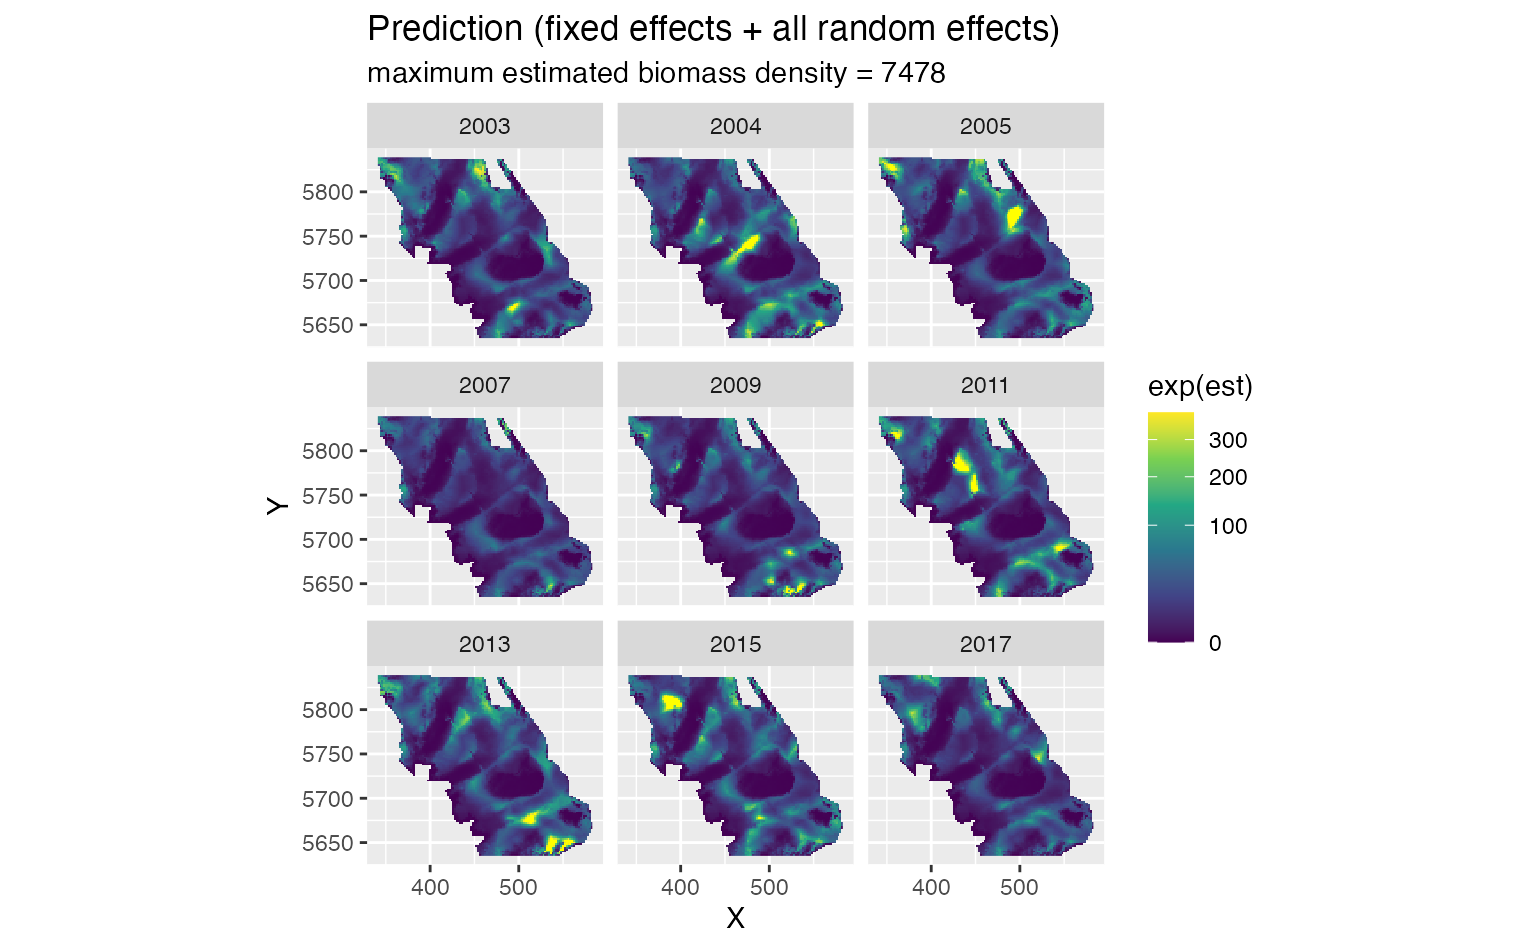 Prediction (fixed effects + all random effects)
maximum estimated biomass density = 7478
2003 2004 2005
5800
5750
5700
5650
2007 2009 2011
5800
5750
5700
5650
2013 2015 2017
5800
5750
5700
5650
400 500 400 500 400 500
X
Y
exp(est)
300
200
100
0